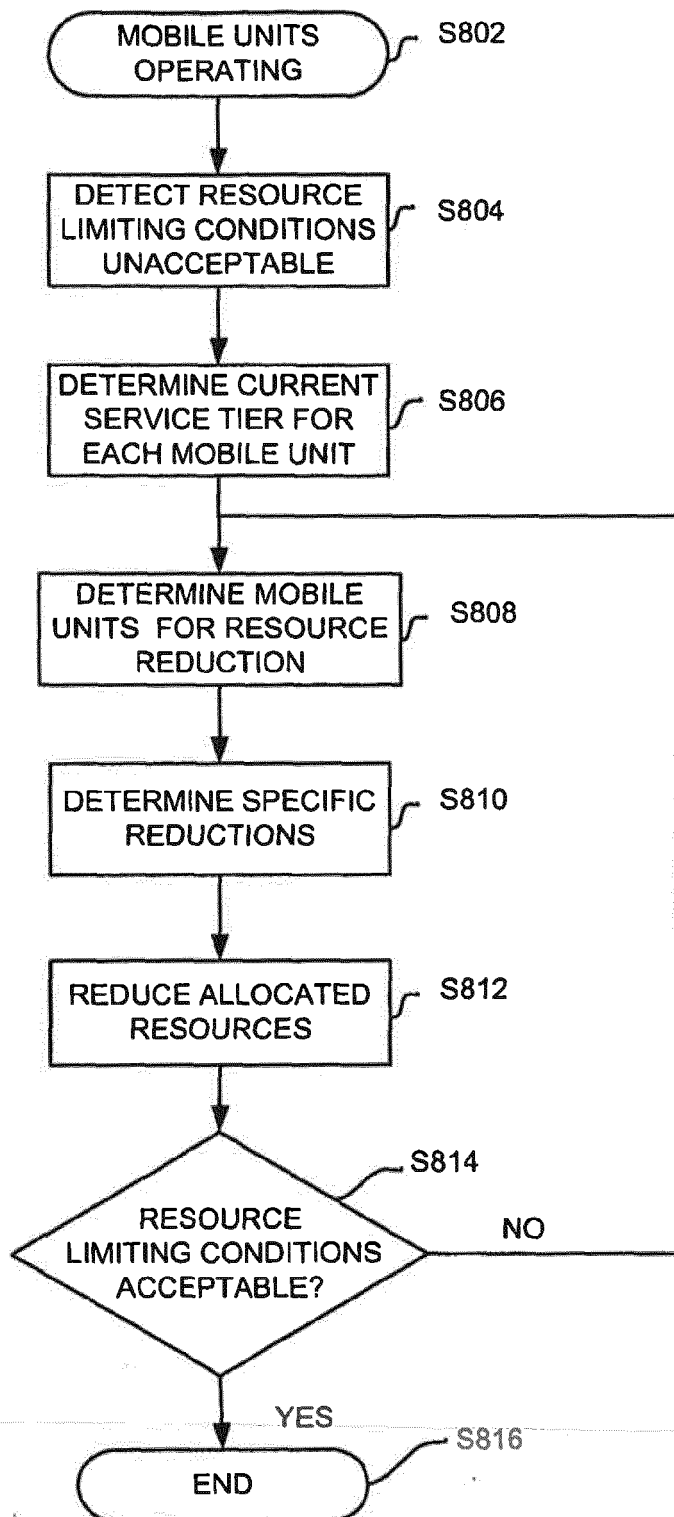 MOBILE UNITS
OPERATING
S802
DETECT RESOURCE
LIMITING CONDITIONS
UNACCEPTABLE
S804
DETERMINE CURRENT
SERVICE TIER FOR
EACH MOBILE UNIT
S806
DETERMINE MOBILE
UNITS FOR RESOURCE
REDUCTION
S808
DETERMINE SPECIFIC
REDUCTIONS
S810
REDUCE ALLOCATED
RESOURCES
S812
S814
RESOURCE
LIMITING CONDITIONS
ACCEPTABLE?
NO
YES
S816
END